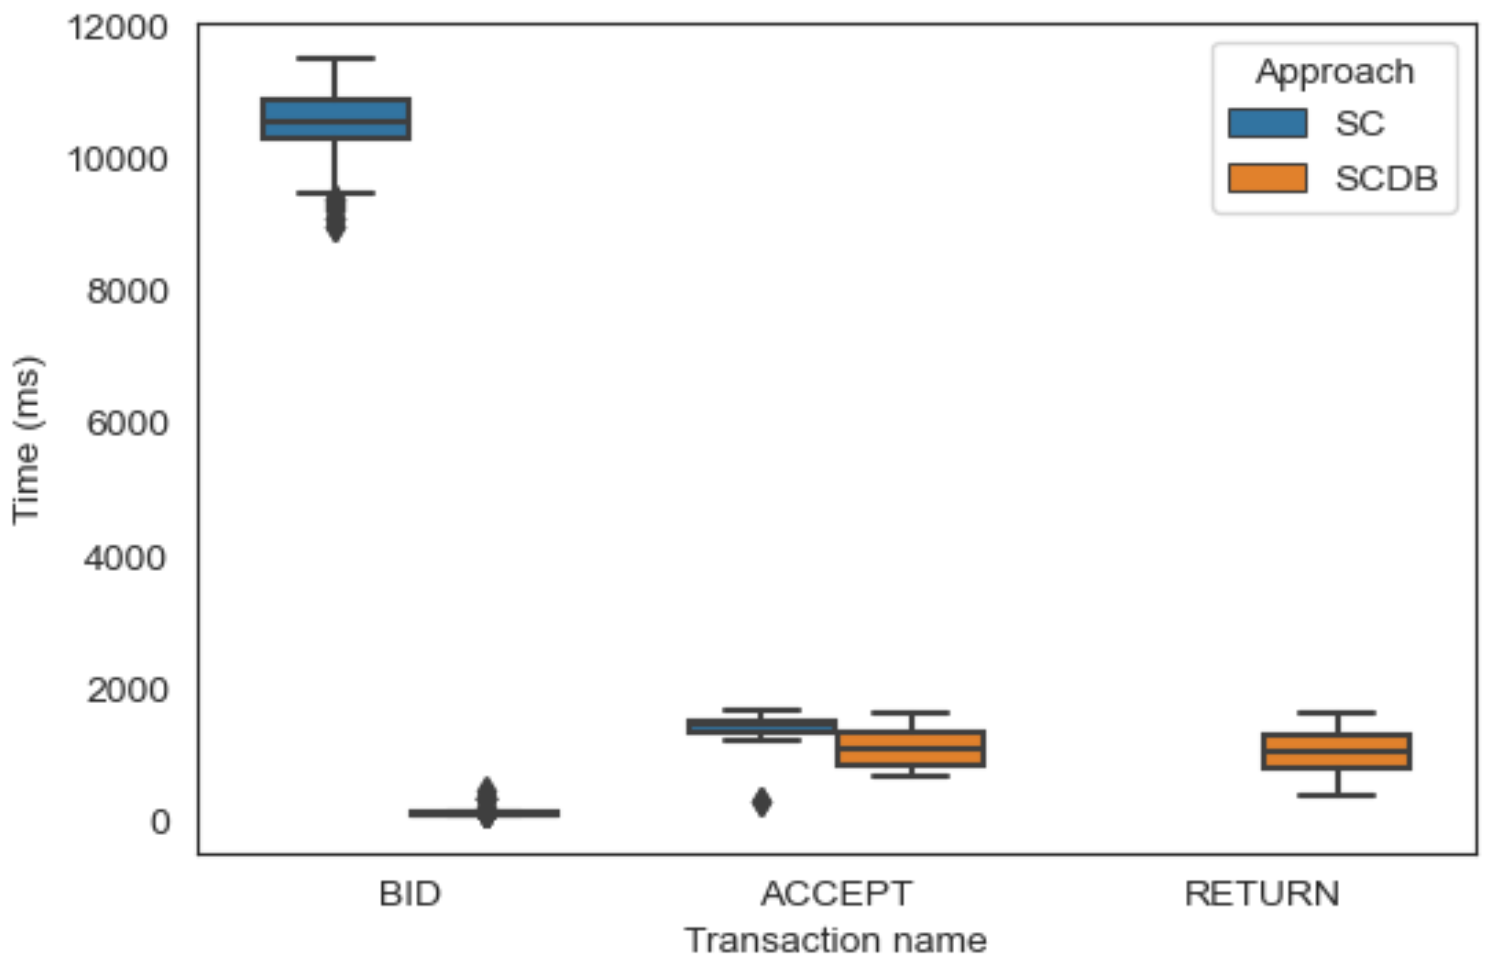 12000
10000
8000
6000
4000
2000
0
Time (ms)
Approach
SC
SCDB
BID
ACCEPT
RETURN
Transaction name